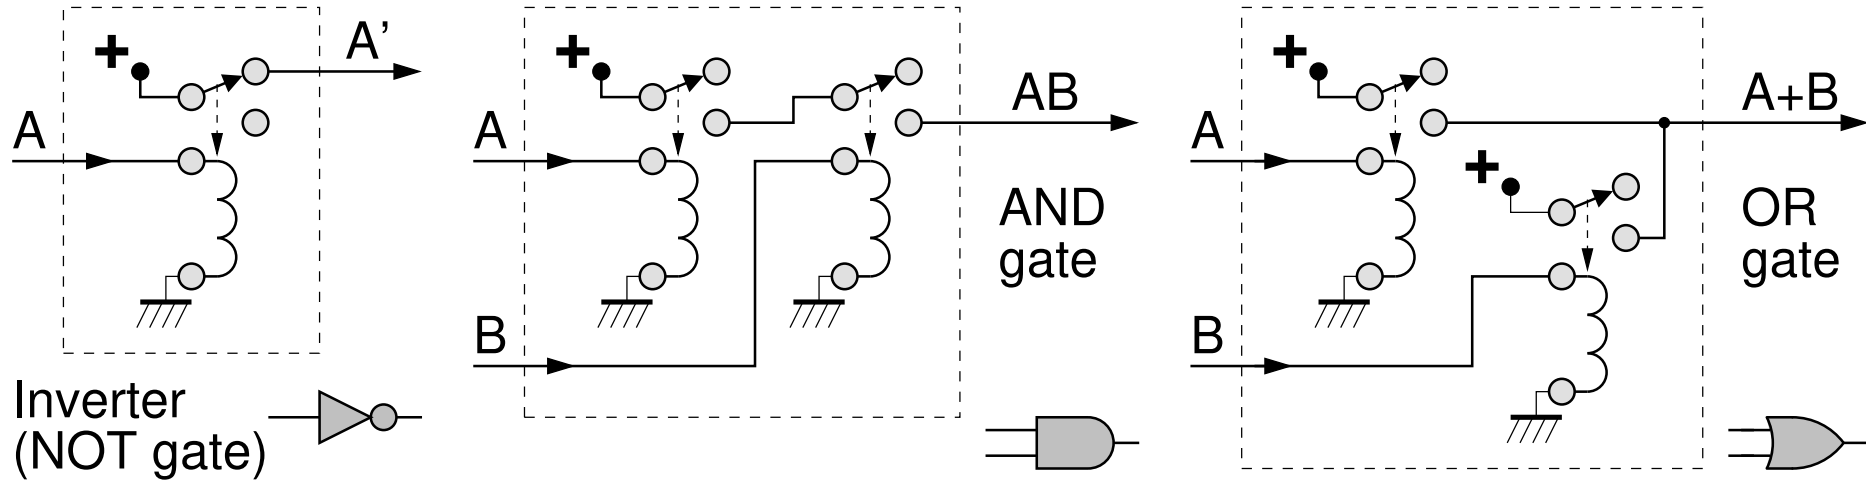 +
A’
A
Inverter
(NOT gate)
+
A
B
AB
AND
gate
+
A
+
B
A+B
OR
gate